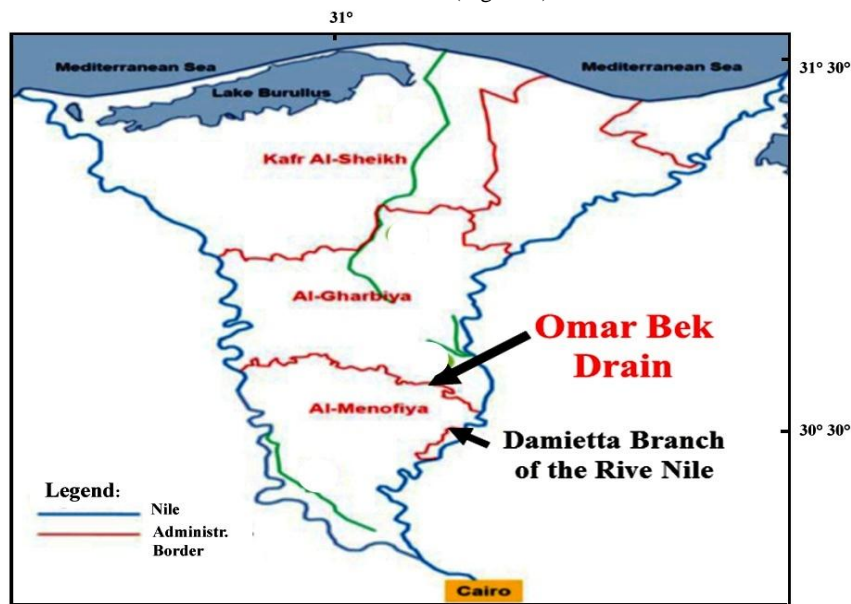 31°
Mediterranean Sea
Mediterranean Sea
31° 30°
Lake Burullus
Kafr Al-Sheikh
Al-Gharbiya
Omar Bek
Drain
Al-Menofiya
30° 30°
Damietta Branch
of the Rive Nile
Legend:
Nile
Administr.
Border
Cairo